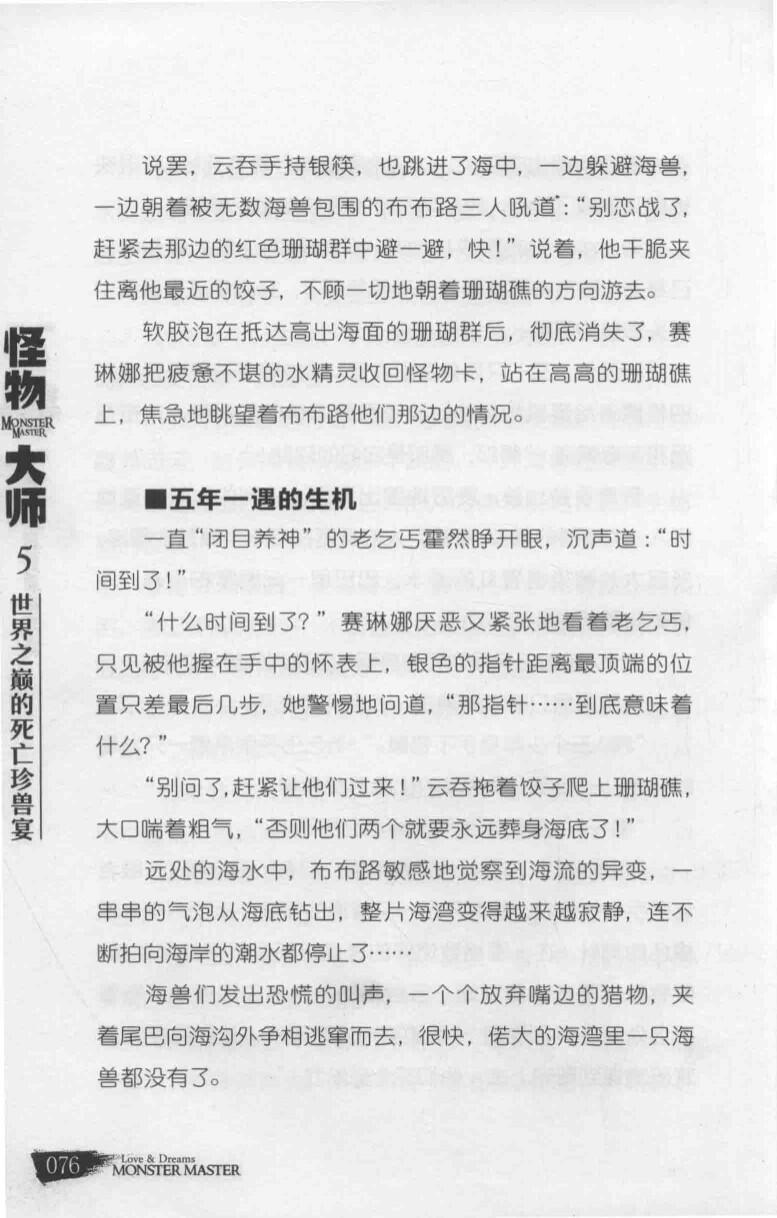 说罢，云吞手持银筷，也跳进了海中，一边躲避海兽，
一边朝着被无数海兽包围的布布路三人吼道：“别恋战了，
赶紧去那边的红色珊瑚群中避一避，快！”说着，他干脆夹
住离他最近的饺子，不顾一切地朝着珊瑚礁的方向游去。
软胶泡在抵达高出海面的珊瑚群后，彻底消失了，赛
琳娜把疲惫不堪的水精灵收回怪物卡，站在高高的珊瑚礁
上，焦急地眺望着布布路他们那边的情况。
■五年一遇的生机
一直“闭目养神”的老乞丐霍然睁开眼，沉声道：“时
间到了！”
“什么时间到了？”赛琳娜厌恶又紧张地看着老乞丐，
只见被他握在手中的怀表上，银色的指针距离最顶端的位
置只差最后几步，她警惕地问道，“那指针……到底意味着
什么？”
“别问了，赶紧让他们过来！”云吞拖着饺子爬上珊瑚礁，
大口喘着粗气，“否则他们两个就要永远葬身海底了！”
远处的海水中，布布路敏感地觉察到海流的异变，一
串串的气泡从海底钻出，整片海湾变得越来越寂静，连不
断拍向海岸的潮水都停止了……
海兽们发出恐慌的叫声，一个个放弃嘴边的猎物，夹
着尾巴向海沟外争相逃窜而去，很快，偌大的海湾里一只海
兽都没有了。
怪物
MONSTER
MASTER
大师
5
世界之巅的死亡珍兽宴
076
Love & Dreams
MONSTER MASTER